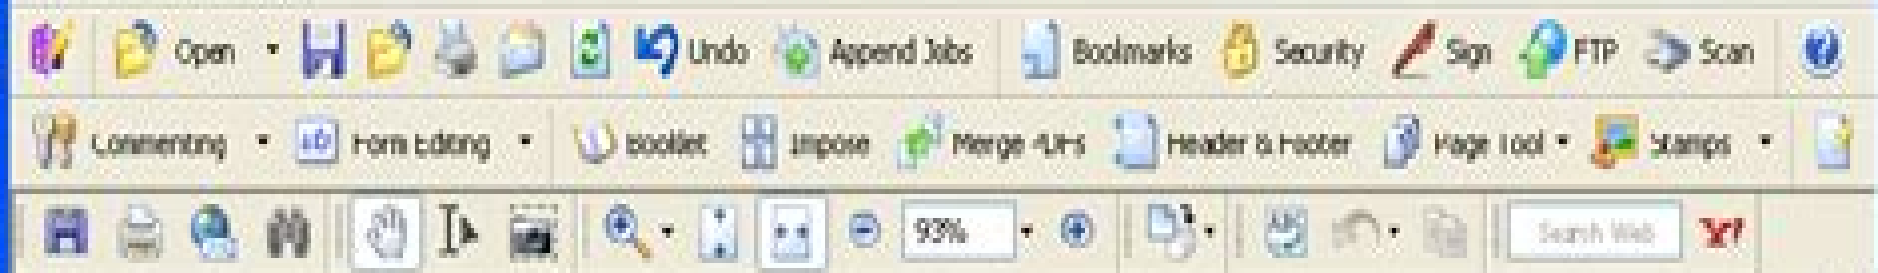 Open Undo Append Jobs Bookmarks Security Sign FTP Scan ?
Commenting Form Editing Booklet Impose Merge Header & Footer Page Tool Stamps
93% ABC Search Web Y!